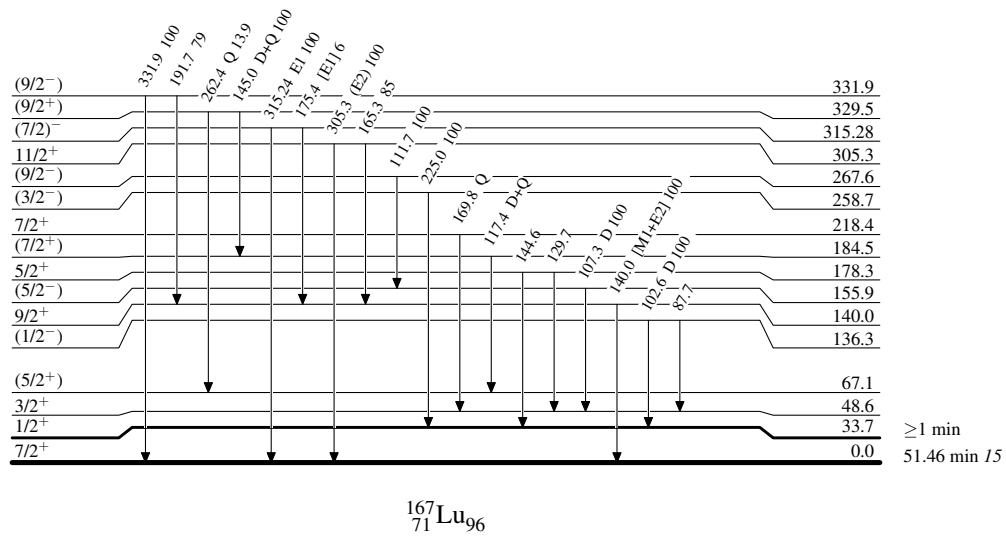 331.9 100
191.7 79
262.4 Q 13.9
145.0 D+Q 100
315.24 E1 100
175.4 [E1] 6
305.3 (E2) 100
165.3 85
111.7 100
225.0 100
169.8 Q
117.4 D+Q
144.6
129.7
107.3 D 100
140.0 [M1+E2] 100
102.6 D 100
87.7
(9/2⁻) 331.9
(9/2⁺) 329.5
(7/2)⁻ 315.28
11/2⁺ 305.3
(9/2⁻) 267.6
(3/2⁻) 258.7
7/2⁺ 218.4
(7/2⁺) 184.5
5/2⁺ 178.3
(5/2⁻) 155.9
9/2⁺ 140.0
(1/2⁻) 136.3
(5/2⁺) 67.1
3/2⁺ 48.6
1/2⁺ 33.7 ≥1 min
7/2⁺ 0.0 51.46 min 15
¹⁶⁷₇₁Lu₉₆